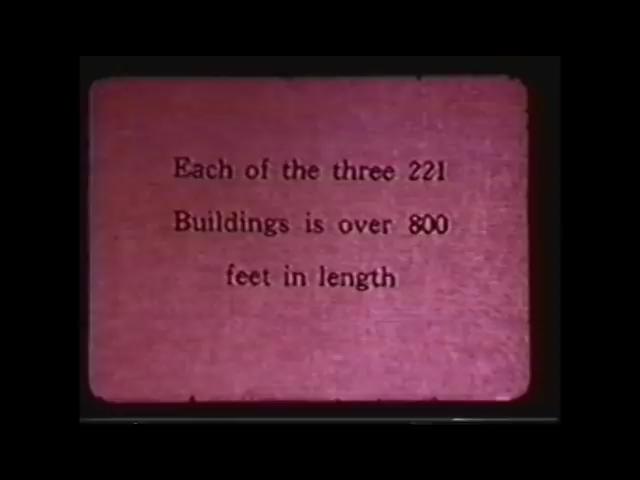 Each of the three 221
Buildings is over 800
feet in length